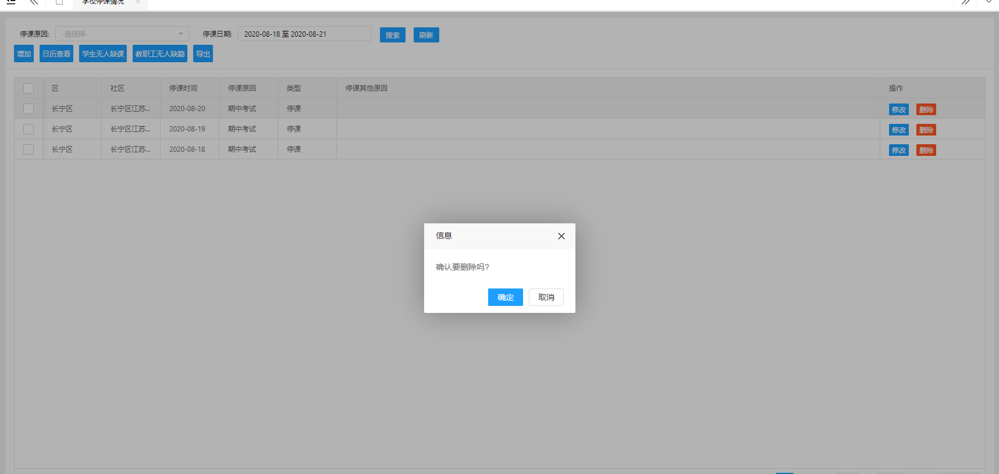 学校停课情况
停课原因: -请选择- 停课日期: 2020-08-18 至 2020-08-21 搜索 刷新
增加 日历查看 学生无人缺课 教职工无人缺勤 导出
区 社区 停课时间 停课原因 类型 停课其他原因 操作
长宁区 长宁区江苏... 2020-08-20 期中考试 停课 修改 删除
长宁区 长宁区江苏... 2020-08-19 期中考试 停课 修改 删除
长宁区 长宁区江苏... 2020-08-18 期中考试 停课 修改 删除
信息
确认要删除吗?
确定 取消